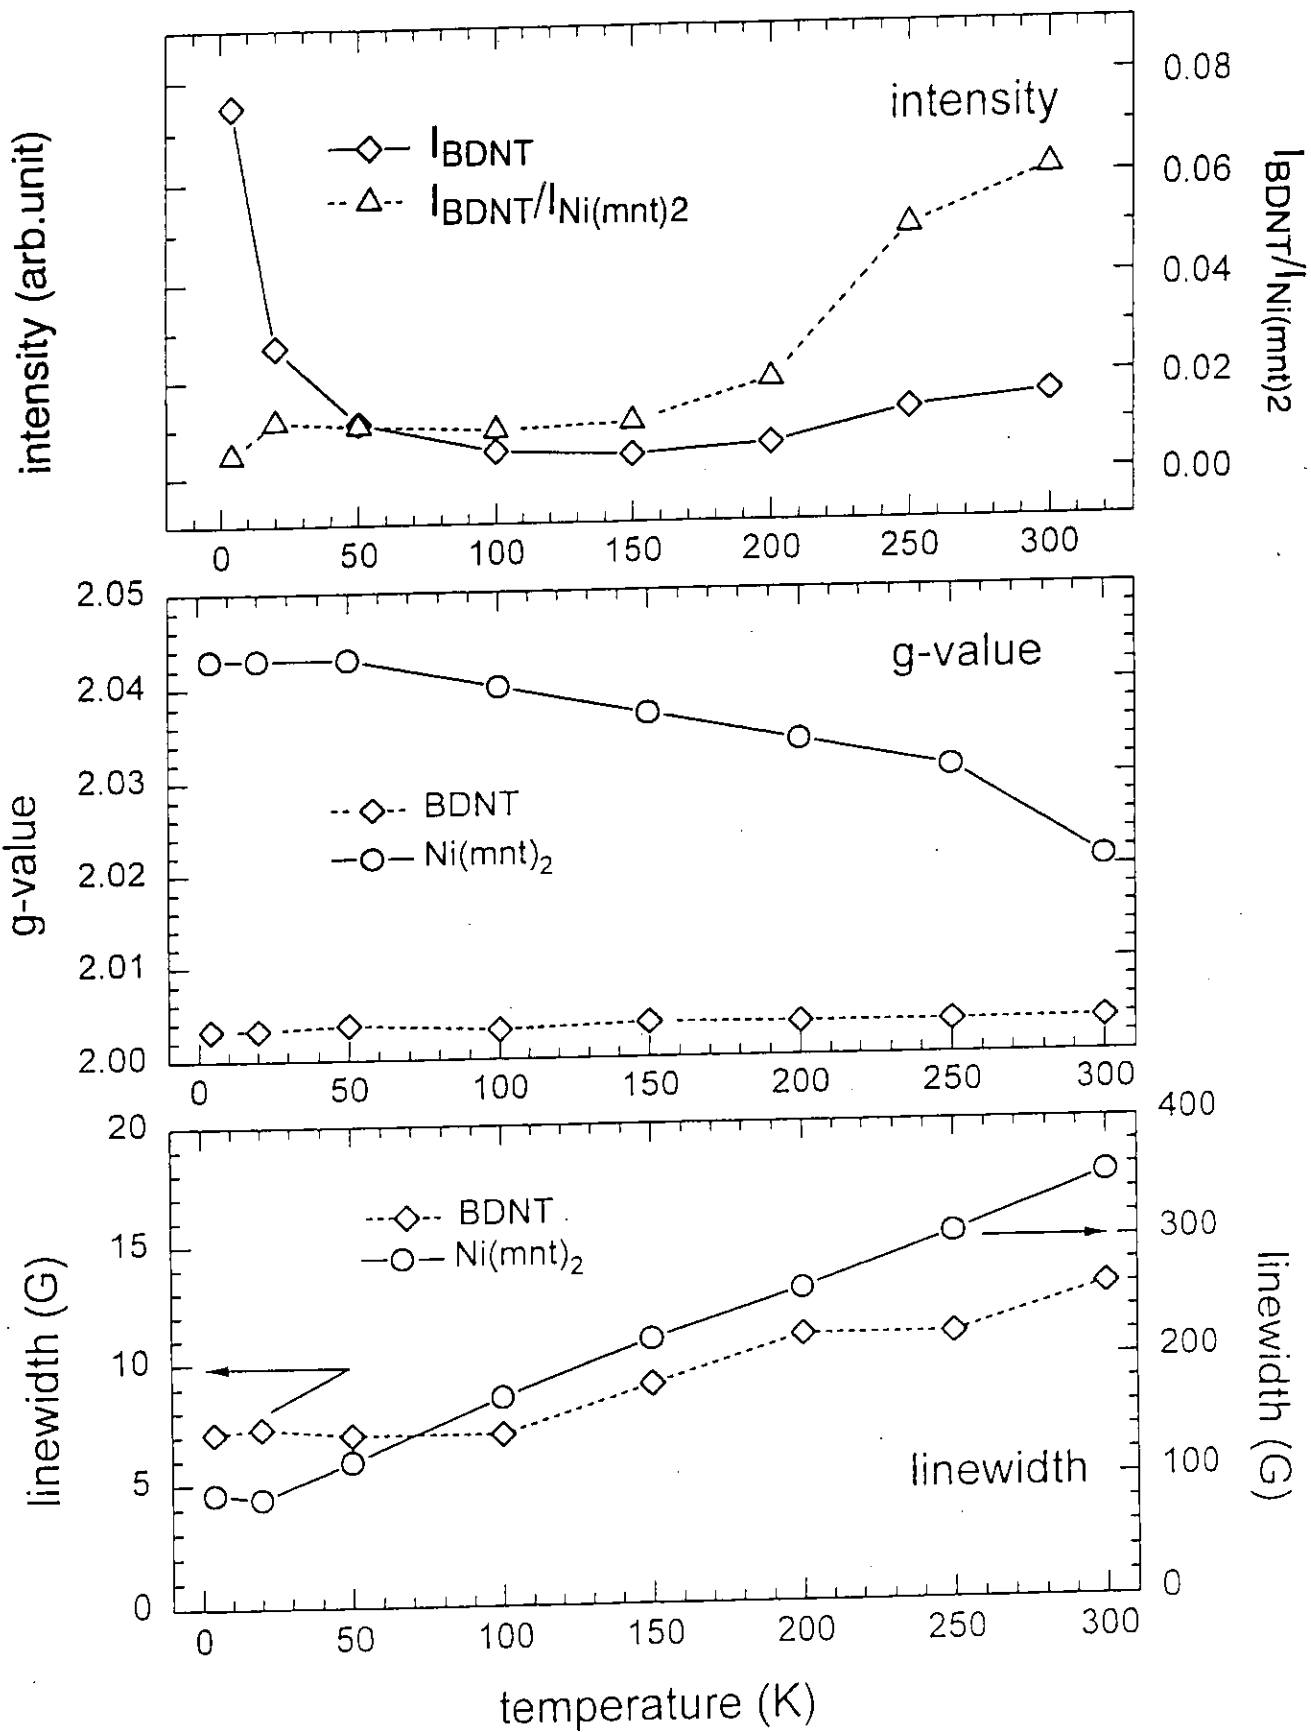 intensity
0.08
I_BDNT
I_BDNT/I_Ni(mnt)2
0.06
0.04
0.02
0.00
intensity (arb.unit)
I_BDNT/I_Ni(mnt)2
0 50 100 150 200 250 300
2.05
g-value
2.04
2.03
BDNT
Ni(mnt)₂
2.02
2.01
2.00
g-value
0 50 100 150 200 250 300
20
400
BDNT
Ni(mnt)₂
15
300
10
200
5
100
linewidth
0
0
linewidth (G)
linewidth (G)
0 50 100 150 200 250 300
temperature (K)